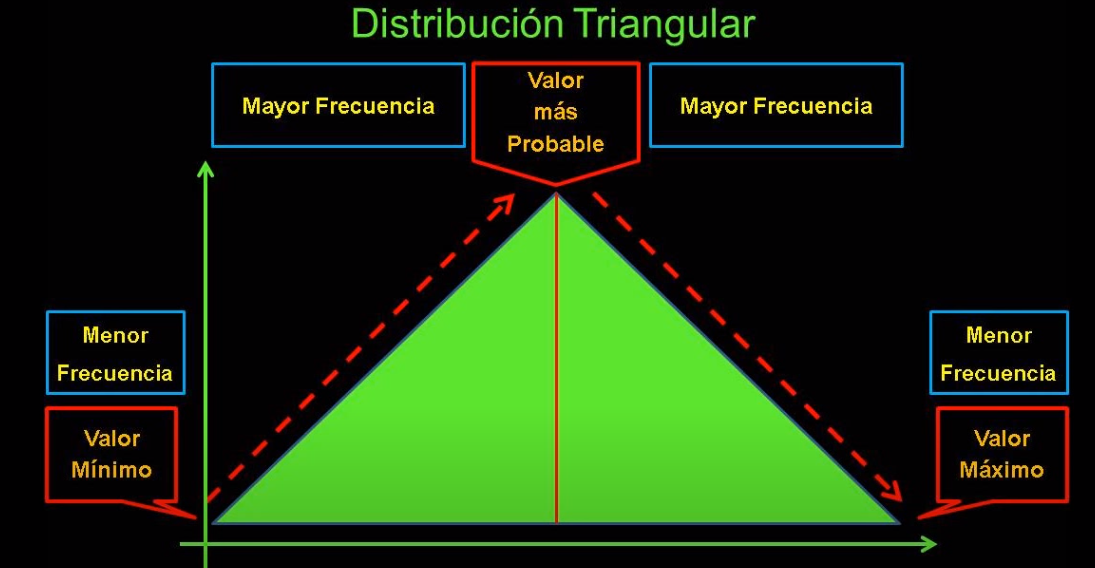 Distribución Triangular
Mayor Frecuencia
Valor
más
Probable
Mayor Frecuencia
Menor
Frecuencia
Valor
Mínimo
Menor
Frecuencia
Valor
Máximo